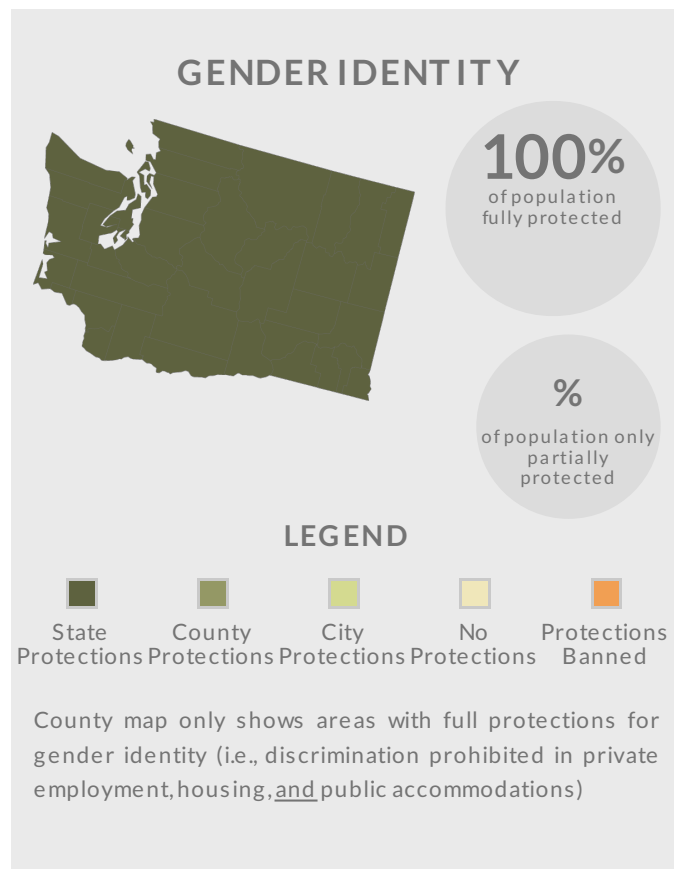 GENDER IDENTITY
100%
of population
fully protected
%
of population only
partially
protected
LEGEND
State
Protections
County
Protections
City
Protections
No
Protections
Protections
Banned
County map only shows areas with full protections for
gender identity (i.e., discrimination prohibited in private
employment, housing, and public accommodations)